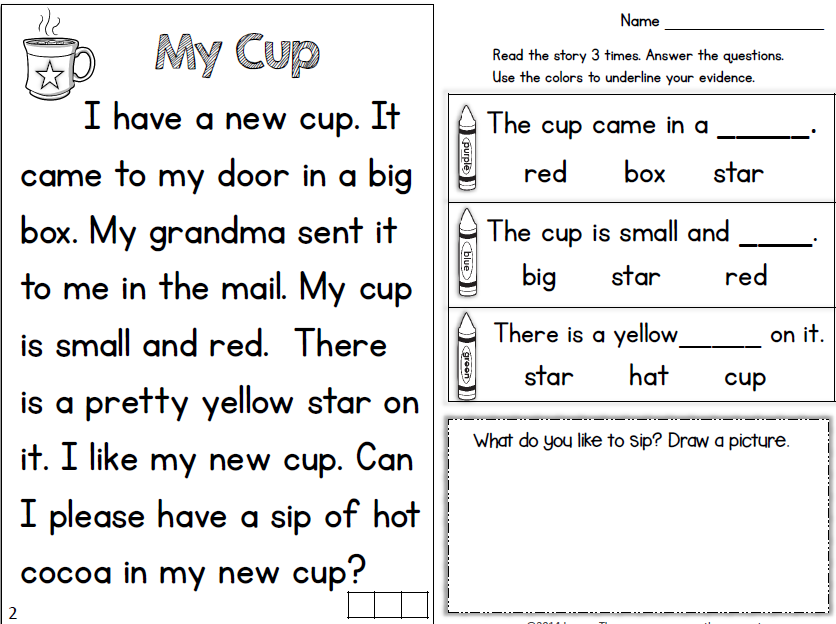 My Cup
I have a new cup. It
came to my door in a big
box. My grandma sent it
to me in the mail. My cup
is small and red. There
is a pretty yellow star on
it. I like my new cup. Can
I please have a sip of hot
cocoa in my new cup?
2
Name ____________________
Read the story 3 times. Answer the questions.
Use the colors to underline your evidence.
purple
The cup came in a _____.
red box star
blue
The cup is small and ____.
big star red
green
There is a yellow_____ on it.
star hat cup
What do you like to sip? Draw a picture.